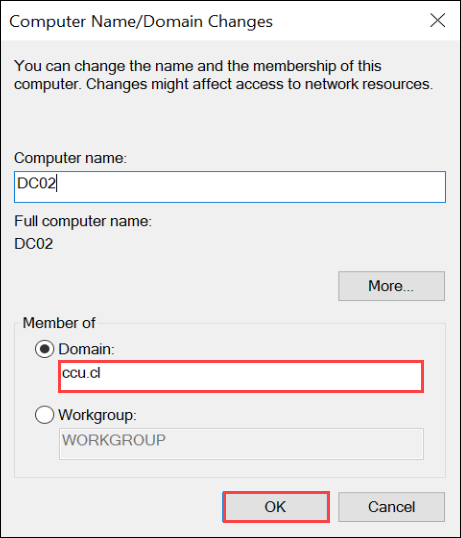 Computer Name/Domain Changes
You can change the name and the membership of this
computer. Changes might affect access to network resources.
Computer name:
DC02
Full computer name:
DC02
More...
Member of
Domain:
ccu.cl
Workgroup:
WORKGROUP
OK Cancel